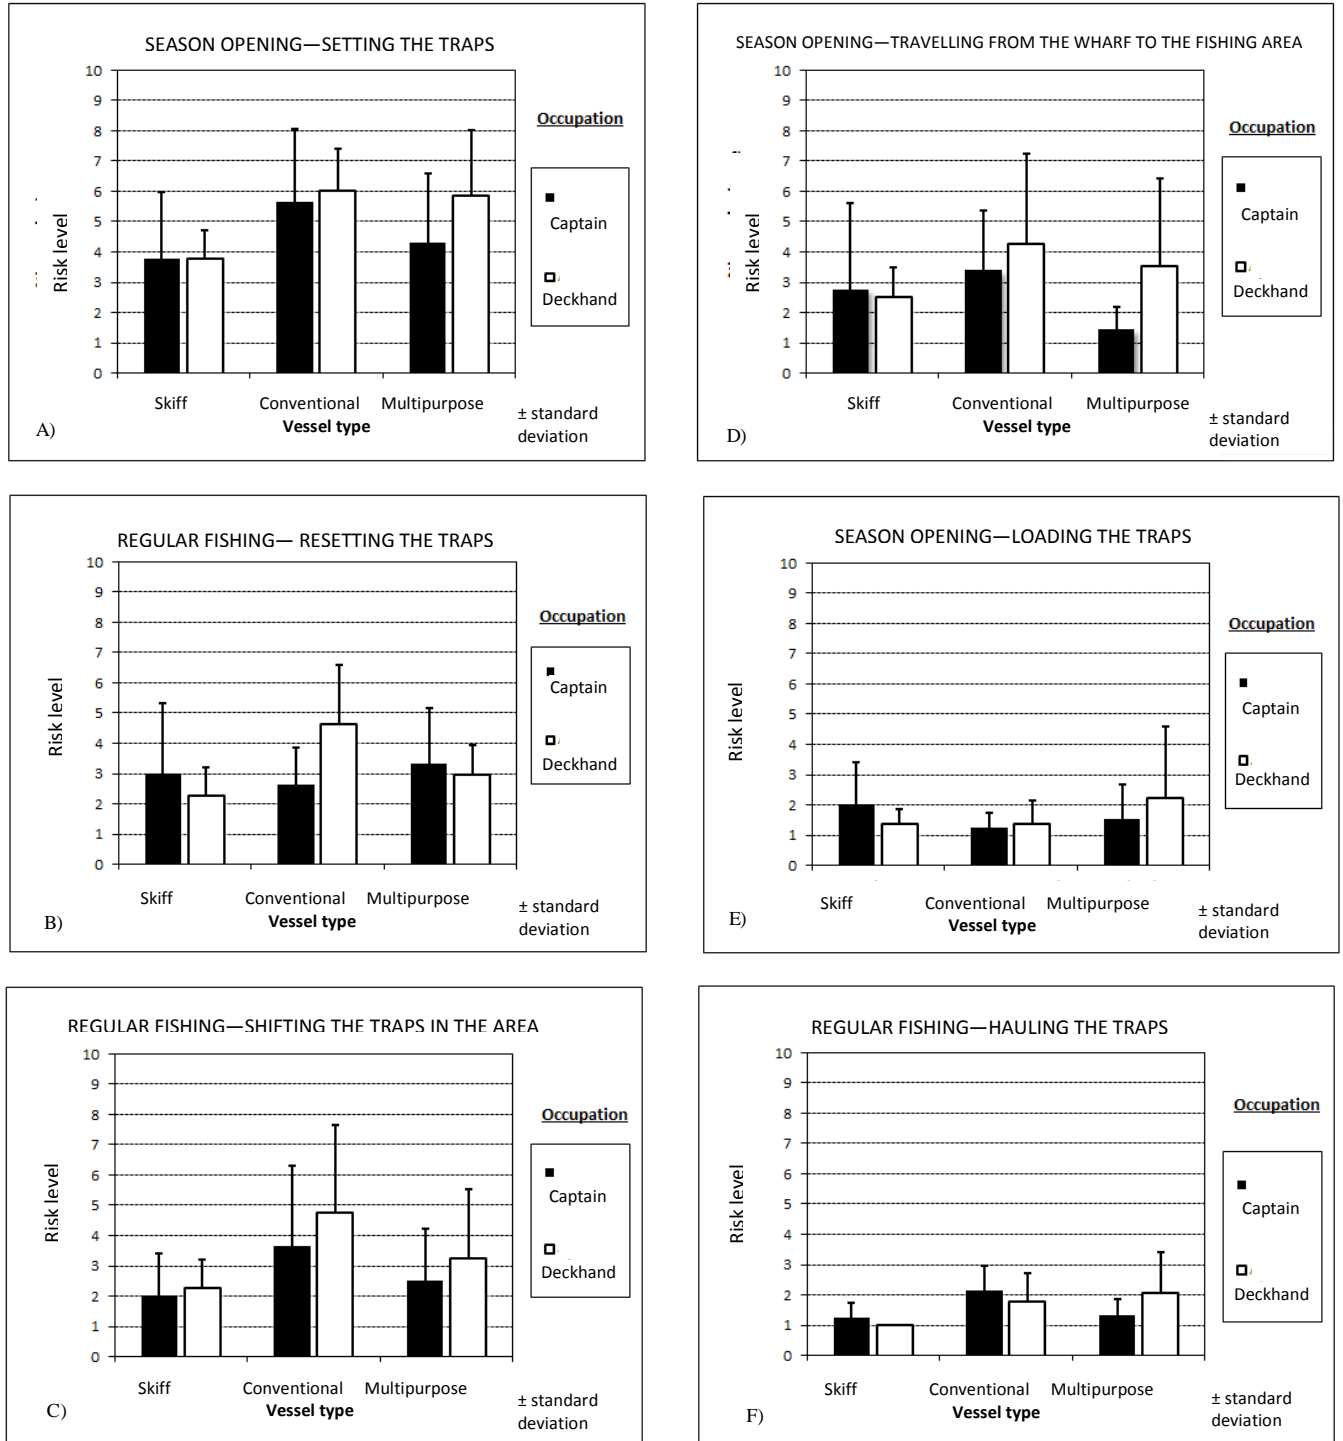 SEASON OPENING—SETTING THE TRAPS
10
9
8
7
6
5
4
3
2
1
0
Risk level
Occupation
Captain
Deckhand
Skiff Conventional Multipurpose
Vessel type
± standard
deviation
A)
SEASON OPENING—TRAVELLING FROM THE WHARF TO THE FISHING AREA
10
9
8
7
6
5
4
3
2
1
0
Risk level
Occupation
Captain
Deckhand
Skiff Conventional Multipurpose
Vessel type
± standard
deviation
D)
REGULAR FISHING— RESETTING THE TRAPS
10
9
8
7
6
5
4
3
2
1
0
Risk level
Occupation
Captain
Deckhand
Skiff Conventional Multipurpose
Vessel type
± standard
deviation
B)
SEASON OPENING—LOADING THE TRAPS
10
9
8
7
6
5
4
3
2
1
0
Risk level
Occupation
Captain
Deckhand
Skiff Conventional Multipurpose
Vessel type
± standard
deviation
E)
REGULAR FISHING—SHIFTING THE TRAPS IN THE AREA
10
9
8
7
6
5
4
3
2
1
0
Risk level
Occupation
Captain
Deckhand
Skiff Conventional Multipurpose
Vessel type
± standard
deviation
C)
REGULAR FISHING—HAULING THE TRAPS
10
9
8
7
6
5
4
3
2
1
0
Risk level
Occupation
Captain
Deckhand
Skiff Conventional Multipurpose
Vessel type
± standard
deviation
F)